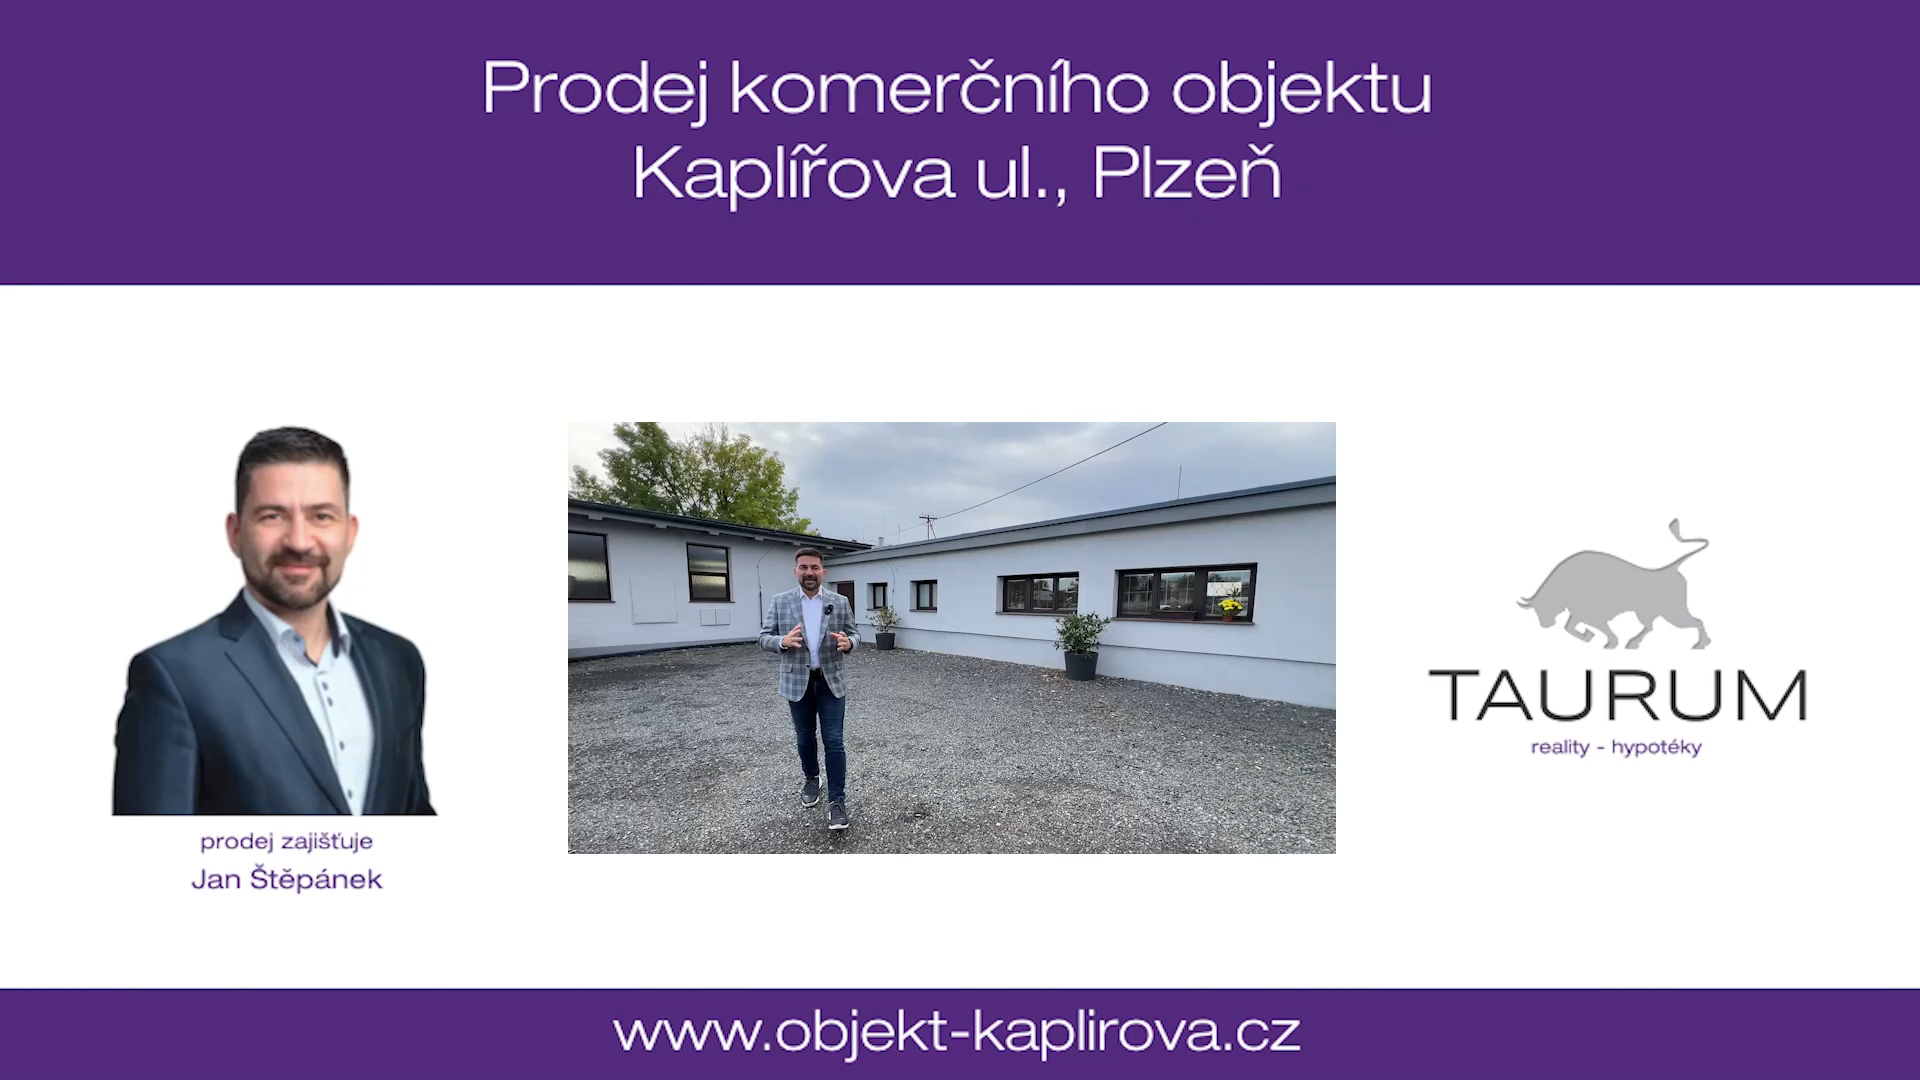 Prodej komerčního objektu
Kaplířova ul., Plzeň
prodej zajišťuje
Jan Štěpánek
TAURUM
reality - hypotéky
www.objekt-kaplirova.cz